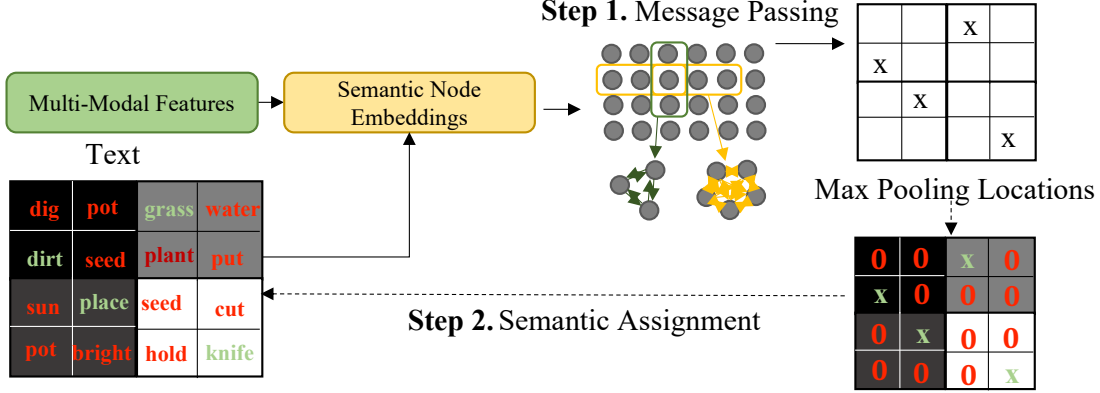 Step 1. Message Passing
x
x
x
x
Multi-Modal Features
Semantic Node
Embeddings
Text
Max Pooling Locations
dig pot grass water
dirt seed plant put
sun place seed cut
pot bright hold knife
0 0 x 0
x 0 0 0
0 x 0 0
0 0 0 x
Step 2. Semantic Assignment